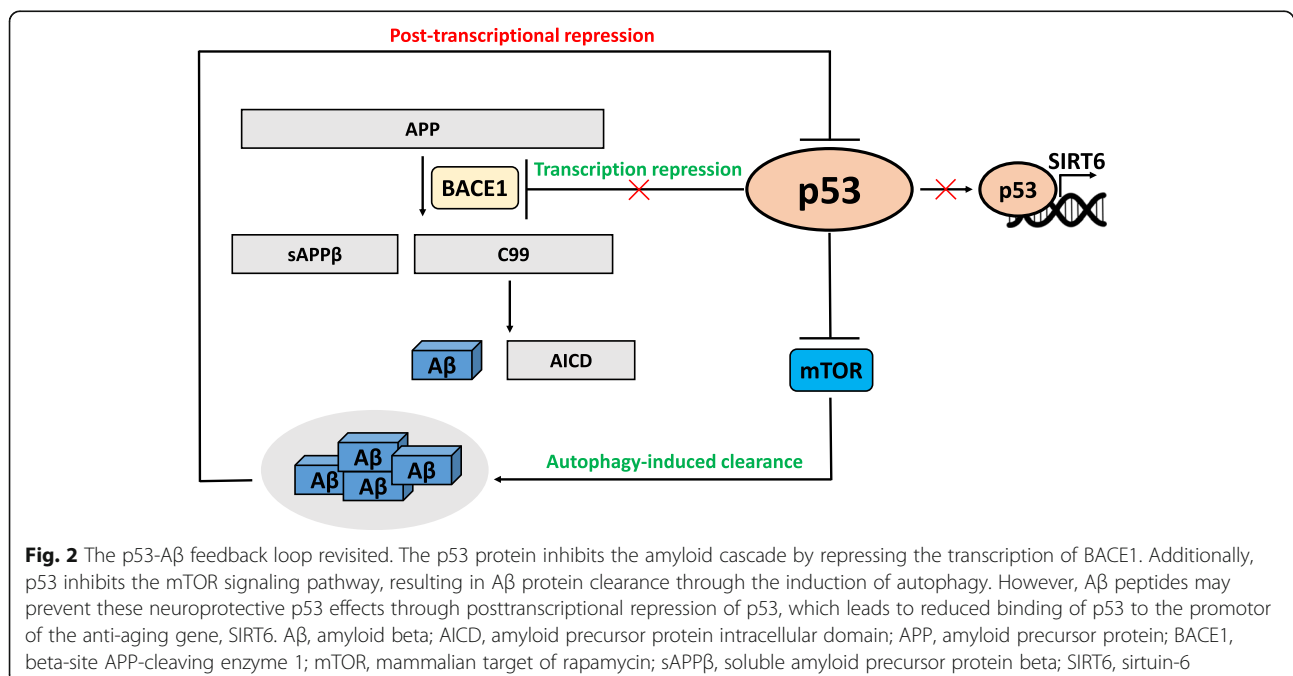 Post-transcriptional repression
APP
BACE1
Transcription repression
p53
p53
SIRT6
sAPPβ
C99
Aβ
AICD
mTOR
Aβ
Aβ
Aβ
Aβ
Autophagy-induced clearance
Fig. 2 The p53-Aβ feedback loop revisited. The p53 protein inhibits the amyloid cascade by repressing the transcription of BACE1. Additionally,
p53 inhibits the mTOR signaling pathway, resulting in Aβ protein clearance through the induction of autophagy. However, Aβ peptides may
prevent these neuroprotective p53 effects through posttranscriptional repression of p53, which leads to reduced binding of p53 to the promotor
of the anti-aging gene, SIRT6. Aβ, amyloid beta; AICD, amyloid precursor protein intracellular domain; APP, amyloid precursor protein; BACE1,
beta-site APP-cleaving enzyme 1; mTOR, mammalian target of rapamycin; sAPPβ, soluble amyloid precursor protein beta; SIRT6, sirtuin-6